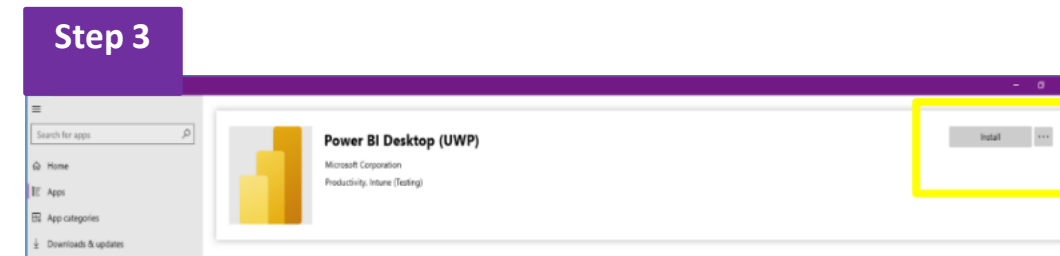 Step 3
Search for apps
Home
Apps
App categories
Downloads & updates
Power BI Desktop (UWP)
Microsoft Corporation
Productivity, Intune (Testing)
Install